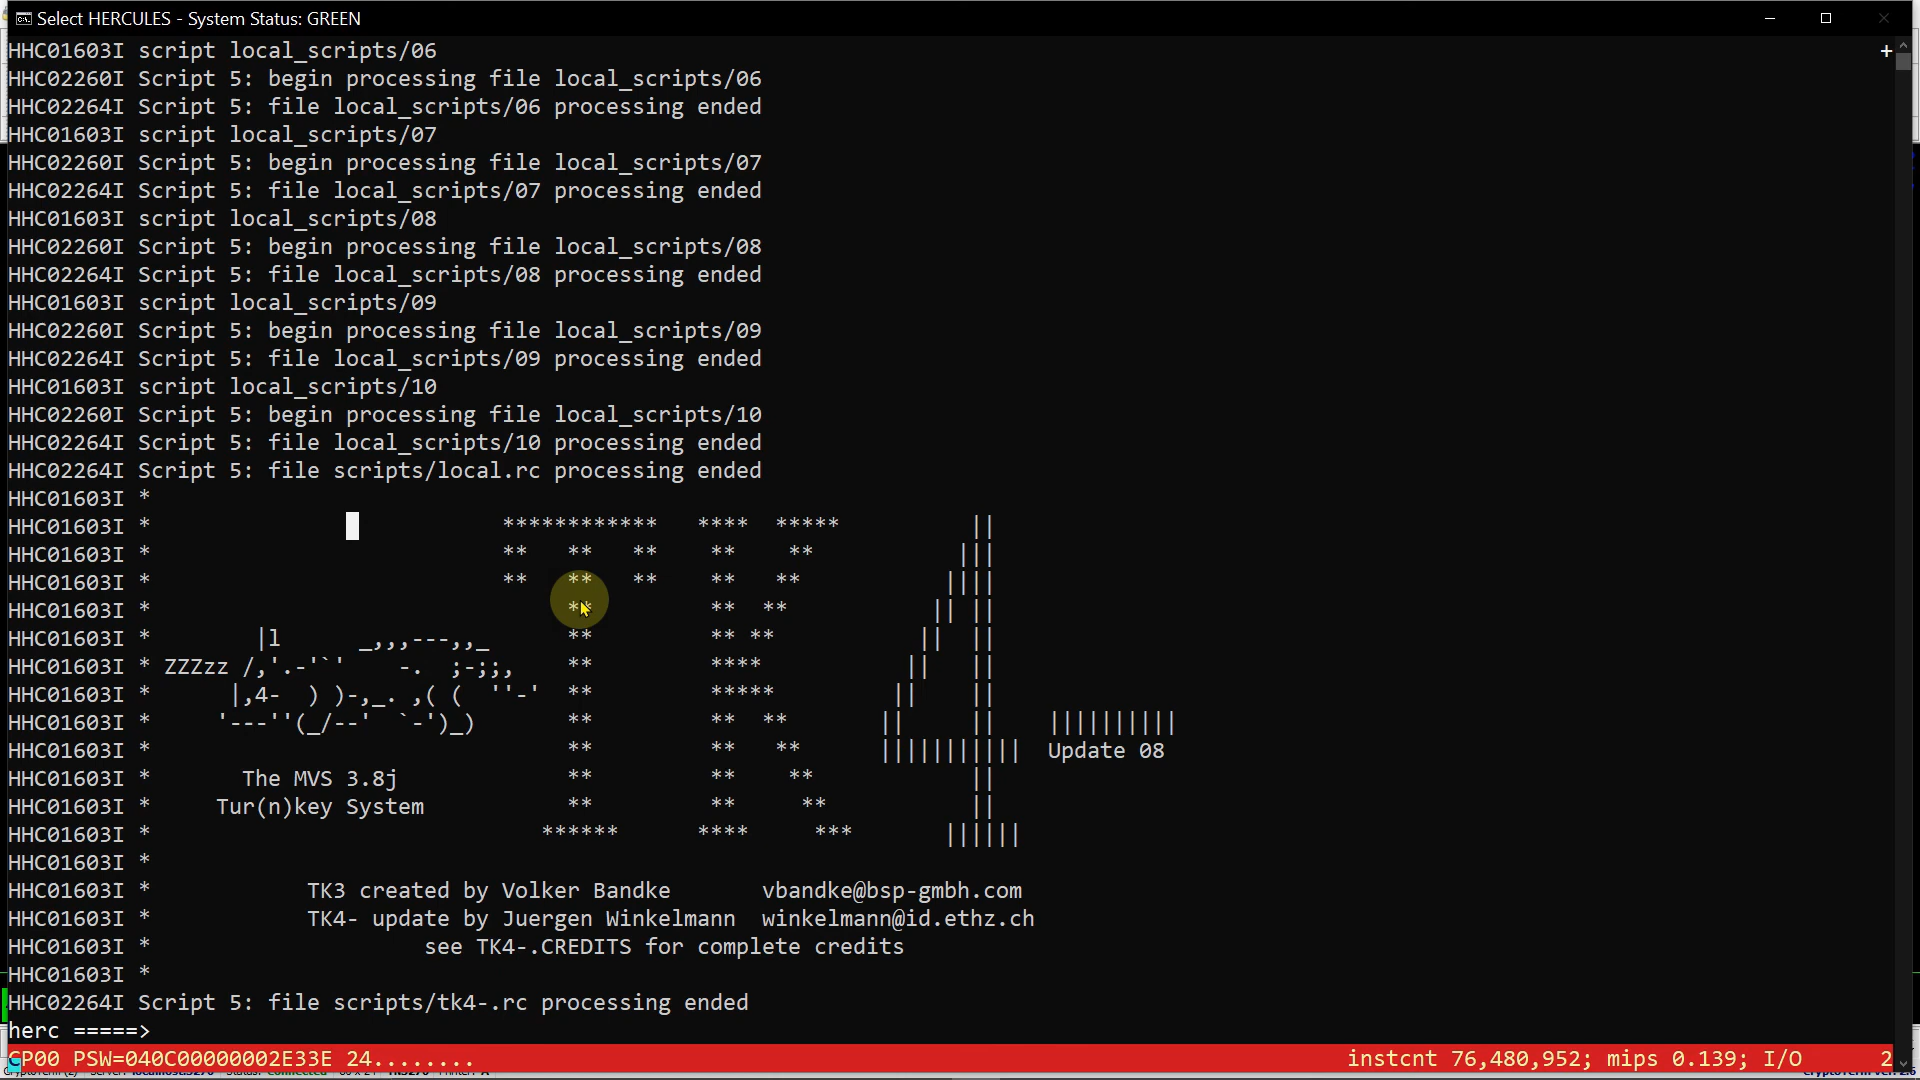 Select HERCULES - System Status: GREEN
HHC01603I script local_scripts/06
HHC02260I Script 5: begin processing file local_scripts/06
HHC02264I Script 5: file local_scripts/06 processing ended
HHC01603I script local_scripts/07
HHC02260I Script 5: begin processing file local_scripts/07
HHC02264I Script 5: file local_scripts/07 processing ended
HHC01603I script local_scripts/08
HHC02260I Script 5: begin processing file local_scripts/08
HHC02264I Script 5: file local_scripts/08 processing ended
HHC01603I script local_scripts/09
HHC02260I Script 5: begin processing file local_scripts/09
HHC02264I Script 5: file local_scripts/09 processing ended
HHC01603I script local_scripts/10
HHC02260I Script 5: begin processing file local_scripts/10
HHC02264I Script 5: file local_scripts/10 processing ended
HHC02264I Script 5: file scripts/local.rc processing ended
HHC01603I *
HHC01603I *                           ************   ****  *****          ||
HHC01603I *                           **   **   **    **    **           |||
HHC01603I *                           **   **   **    **   **           ||||
HHC01603I *                                **         **  **           || ||
HHC01603I *        |l      _,,,---,,_      **         ** **           ||  ||
HHC01603I * ZZZzz /,'.-'`'    -.  ;-;;,    **         ****           ||   ||
HHC01603I *      |,4-  ) )-,_. ,( (  ''-'  **         *****         ||    ||
HHC01603I *     '---''(_/--'  `-')_)       **         **  **       ||     ||  ||||||||||
HHC01603I *                                **         **   **      |||||||||||  Update 08
HHC01603I *       The MVS 3.8j             **         **    **            ||
HHC01603I *     Tur(n)key System           **         **     **           ||
HHC01603I *                              ******      ****     ***       ||||||
HHC01603I *
HHC01603I *            TK3 created by Volker Bandke       vbandke@bsp-gmbh.com
HHC01603I *            TK4- update by Juergen Winkelmann  winkelmann@id.ethz.ch
HHC01603I *                     see TK4-.CREDITS for complete credits
HHC01603I *
HHC02264I Script 5: file scripts/tk4-.rc processing ended
herc =====>
CP00 PSW=040C00000002E33E 24........ instcnt 76,480,952; mips 0.139; I/O 2